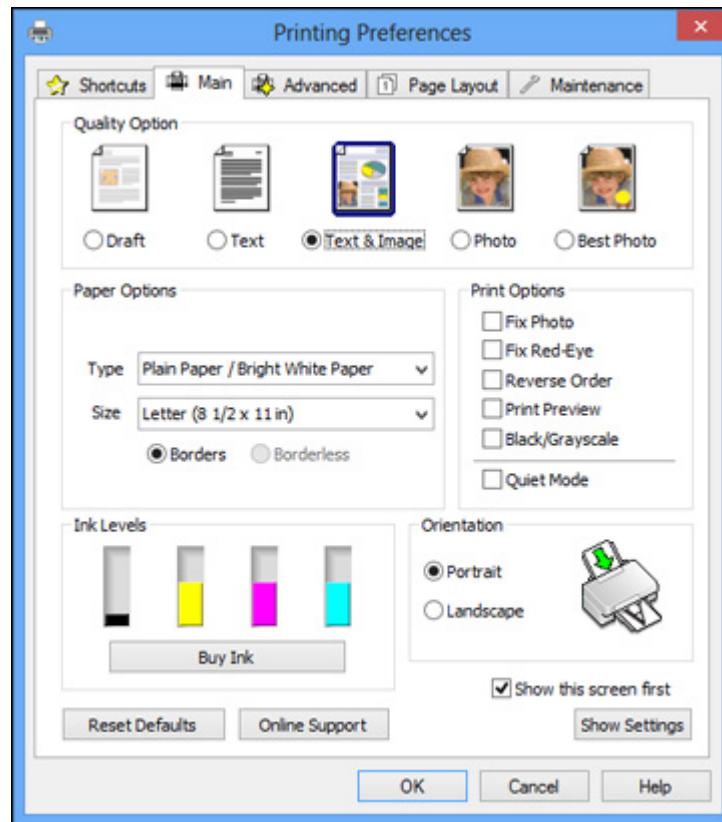 Printing Preferences
Shortcuts Main Advanced 1 Page Layout Maintenance
Quality Option
Draft Text Text & Image Photo Best Photo
Paper Options Print Options
Fix Photo
Fix Red-Eye
Type Plain Paper / Bright White Paper
Reverse Order
Size Letter (8 1/2 x 11 in)
Print Preview
Black/Grayscale
Borders Borderless
Quiet Mode
Ink Levels Orientation
Portrait
Landscape
A
Buy Ink
Show this screen first
Reset Defaults Online Support Show Settings
OK Cancel Help